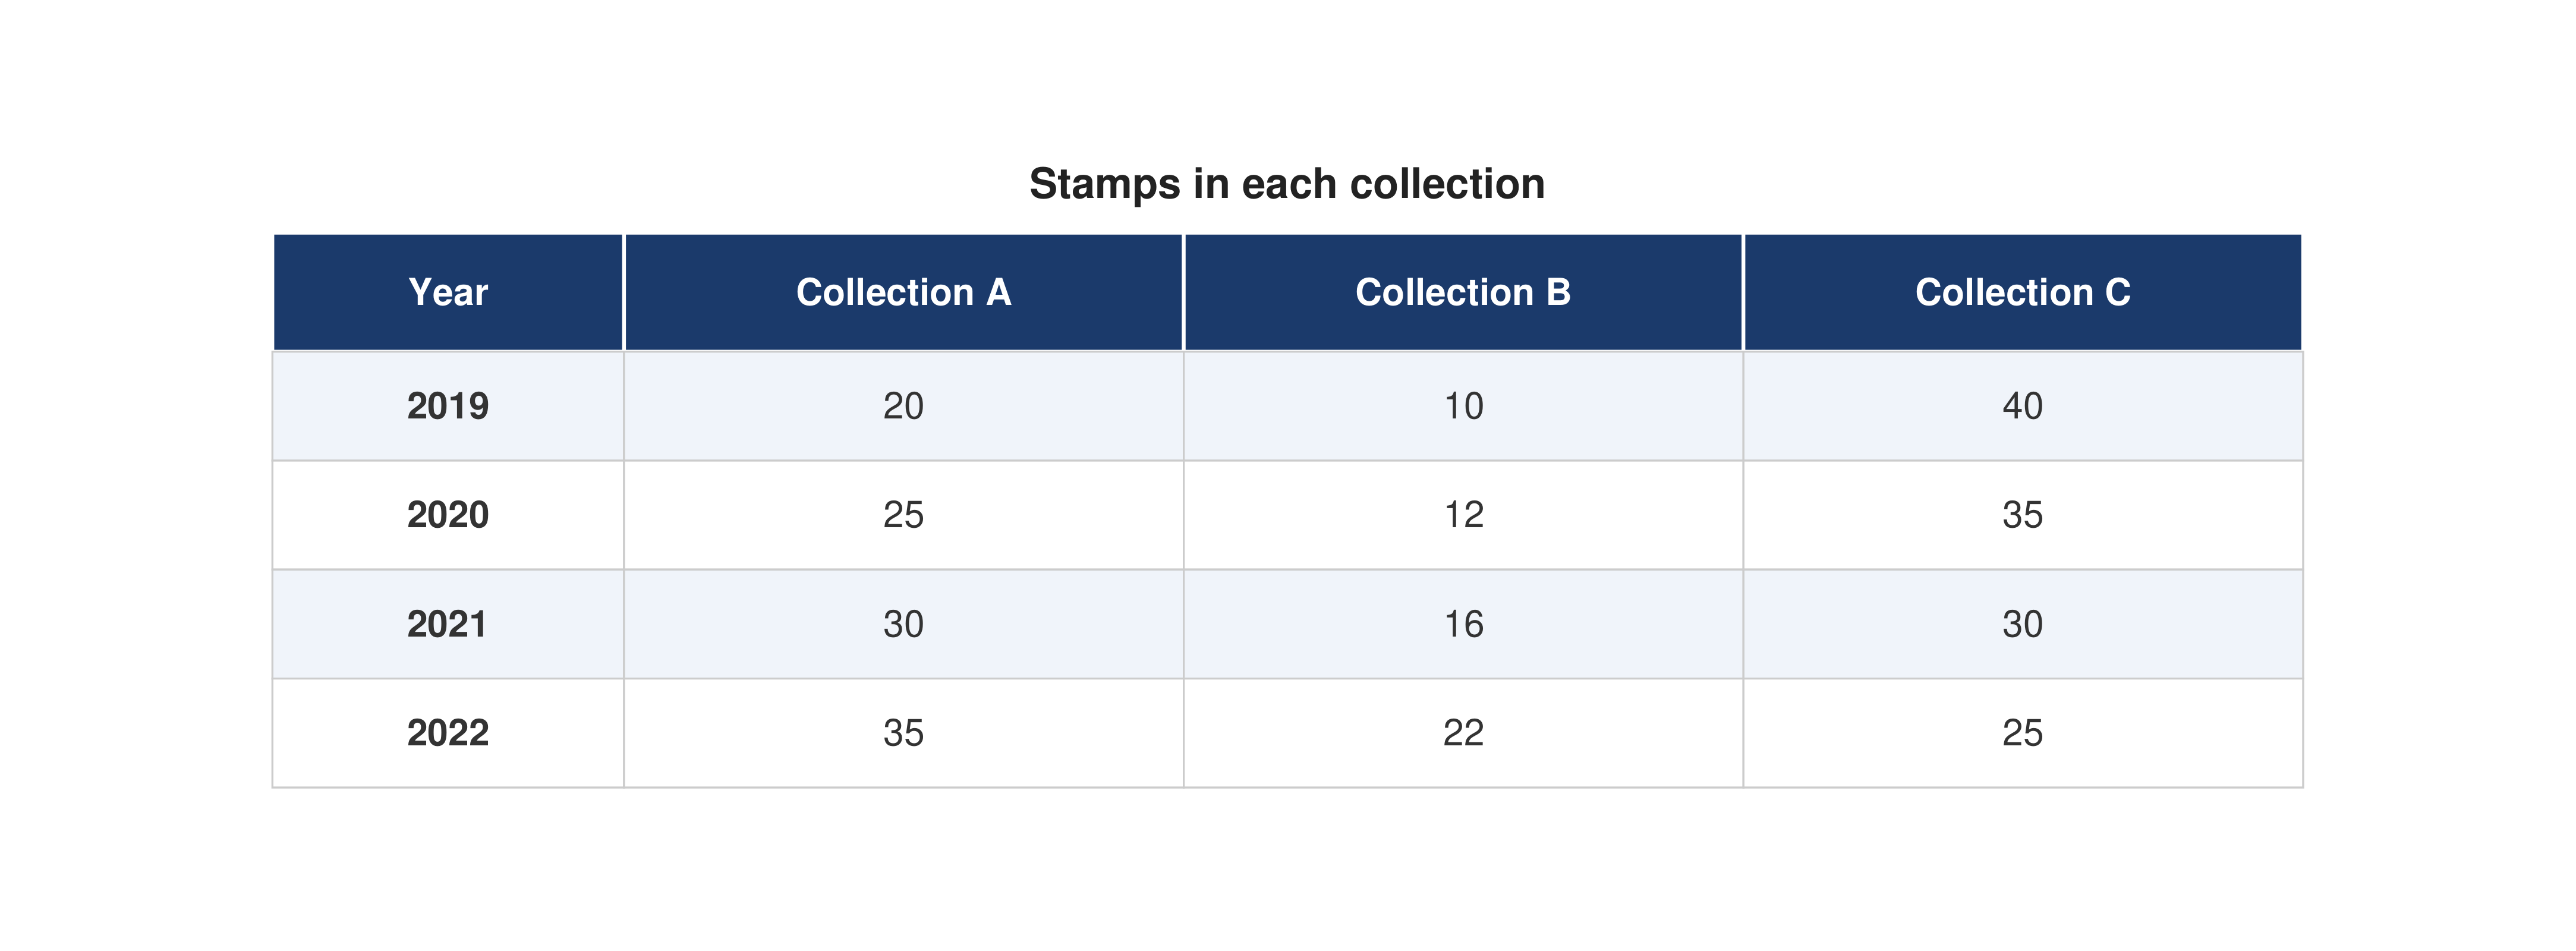 Stamps in each collection
Year Collection A Collection B Collection C
2019 20 10 40
2020 25 12 35
2021 30 16 30
2022 35 22 25